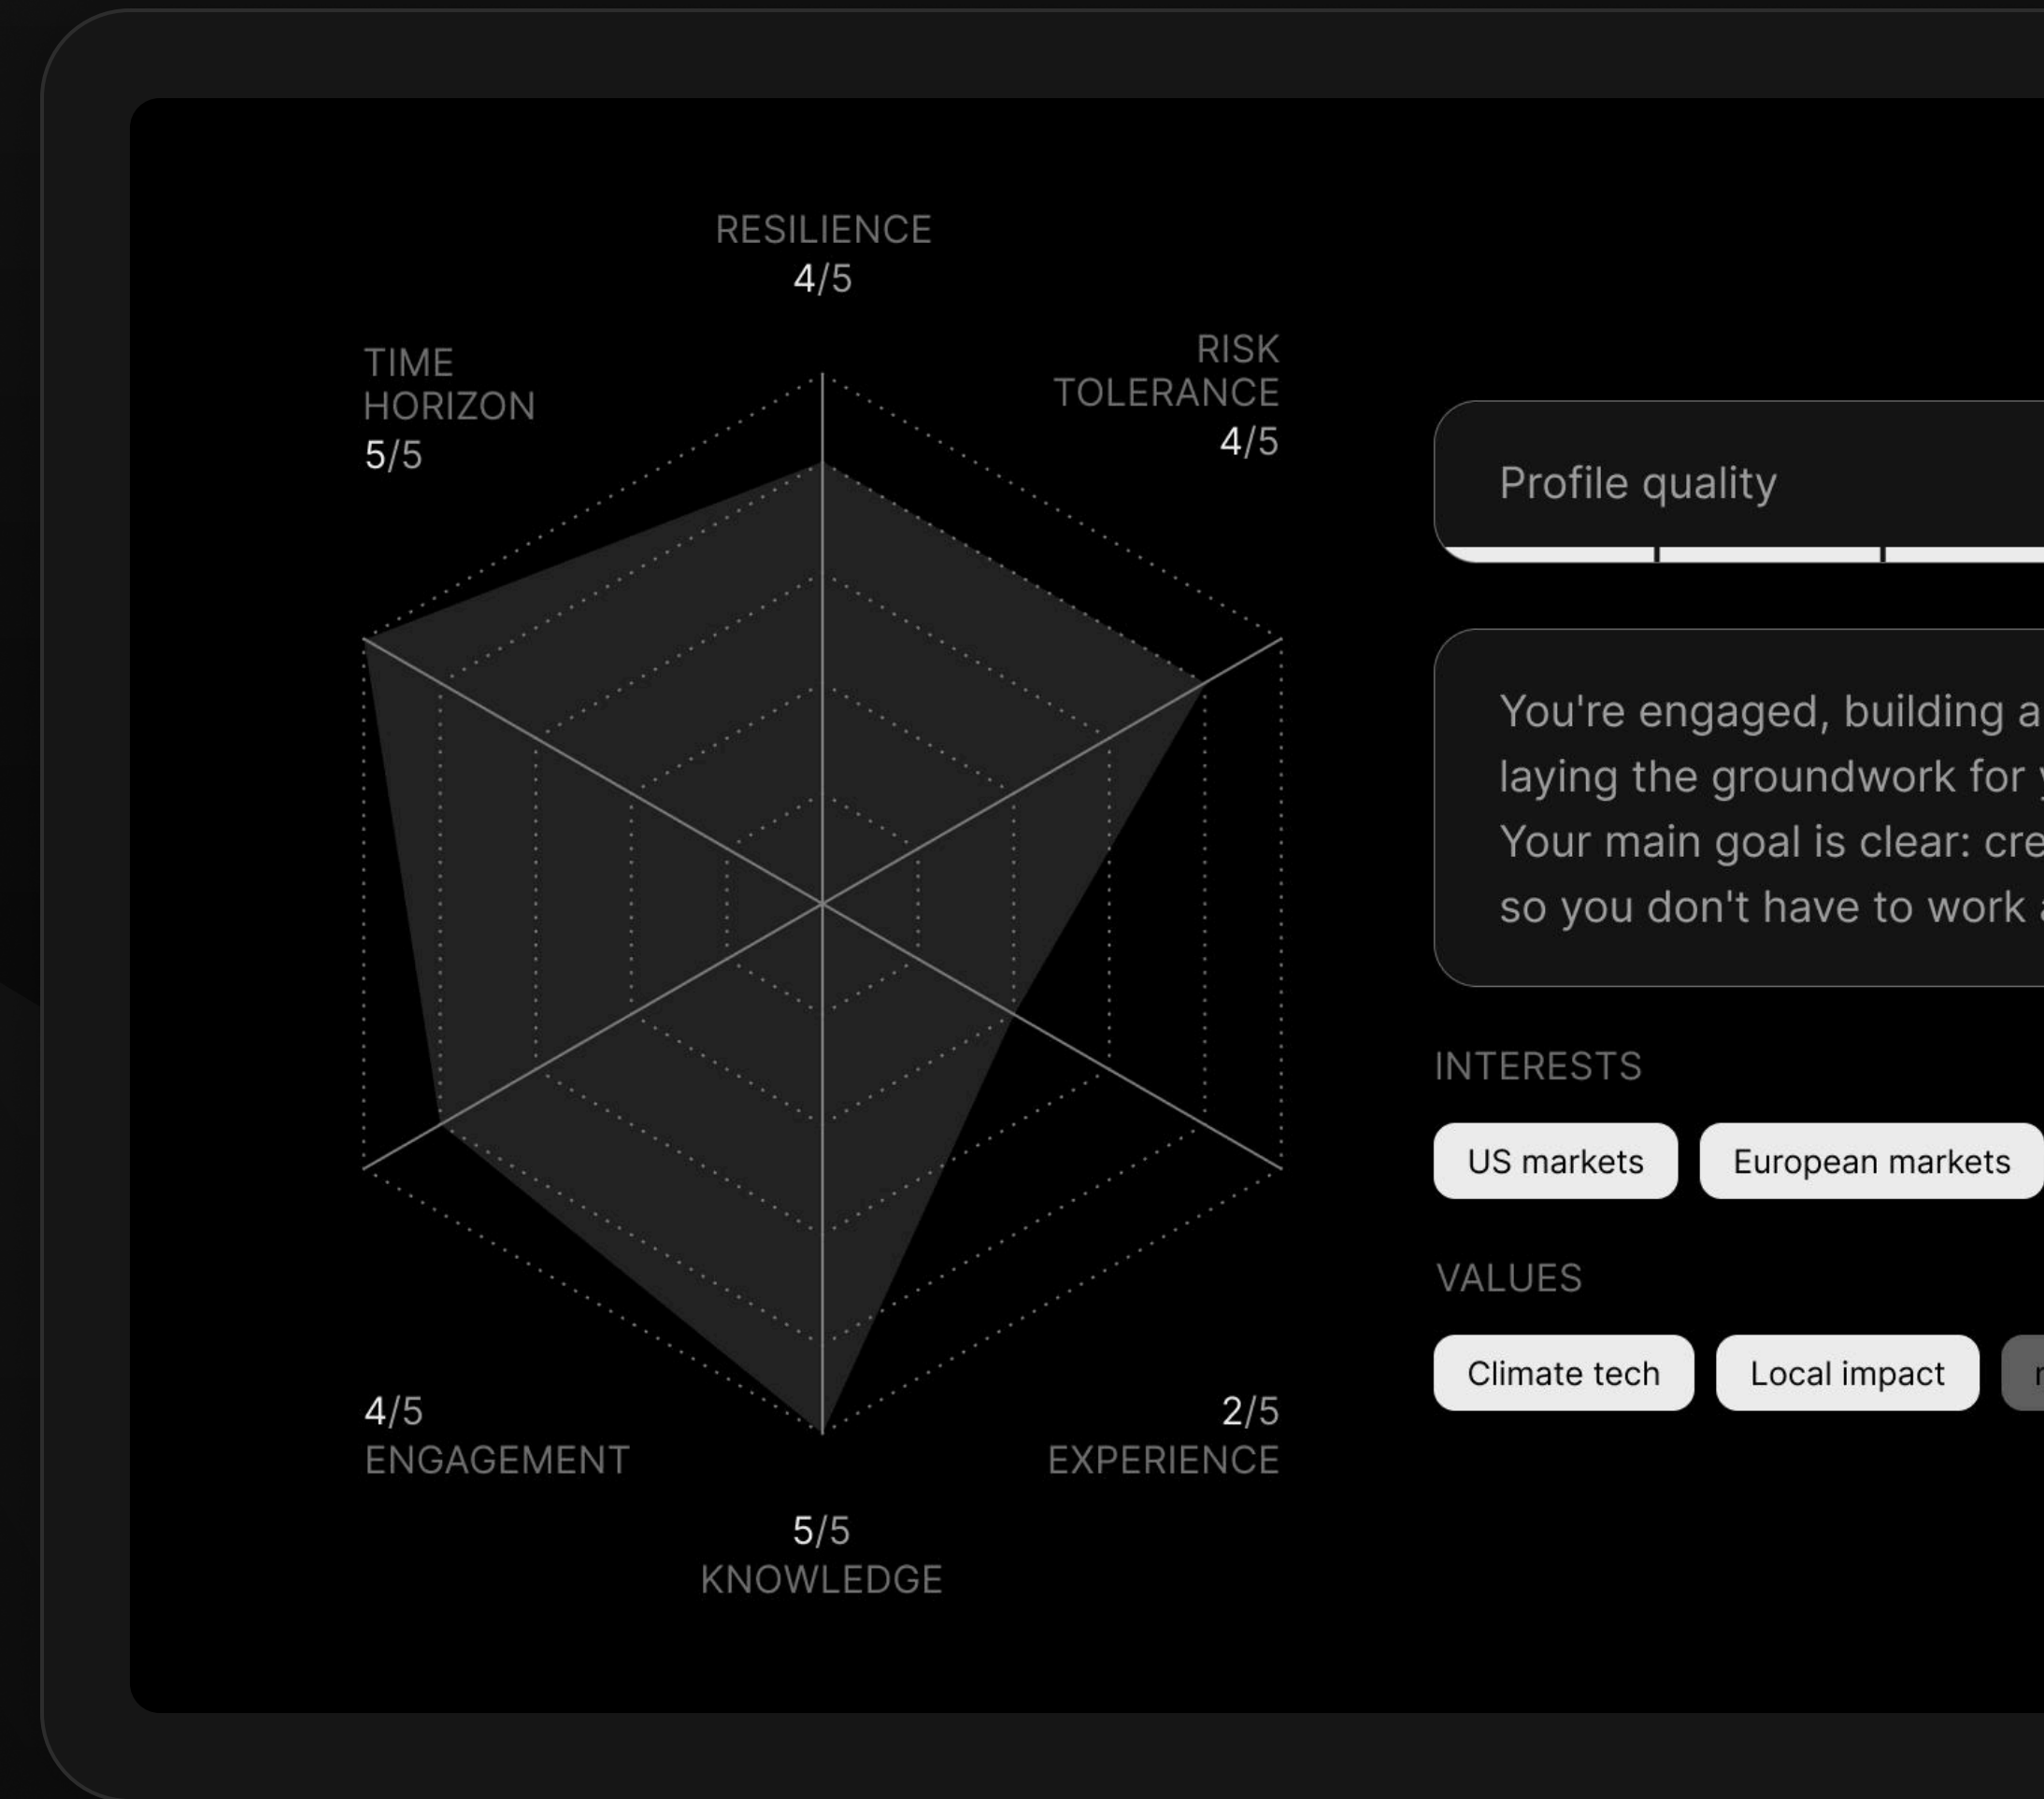 RESILIENCE
4/5
TIME
HORIZON
5/5
RISK
TOLERANCE
4/5
4/5
ENGAGEMENT
2/5
EXPERIENCE
5/5
KNOWLEDGE
Profile quality
You're engaged, building a
laying the groundwork for
Your main goal is clear:
so you don't have to work
INTERESTS
US markets
European markets
VALUES
Climate tech
Local impact